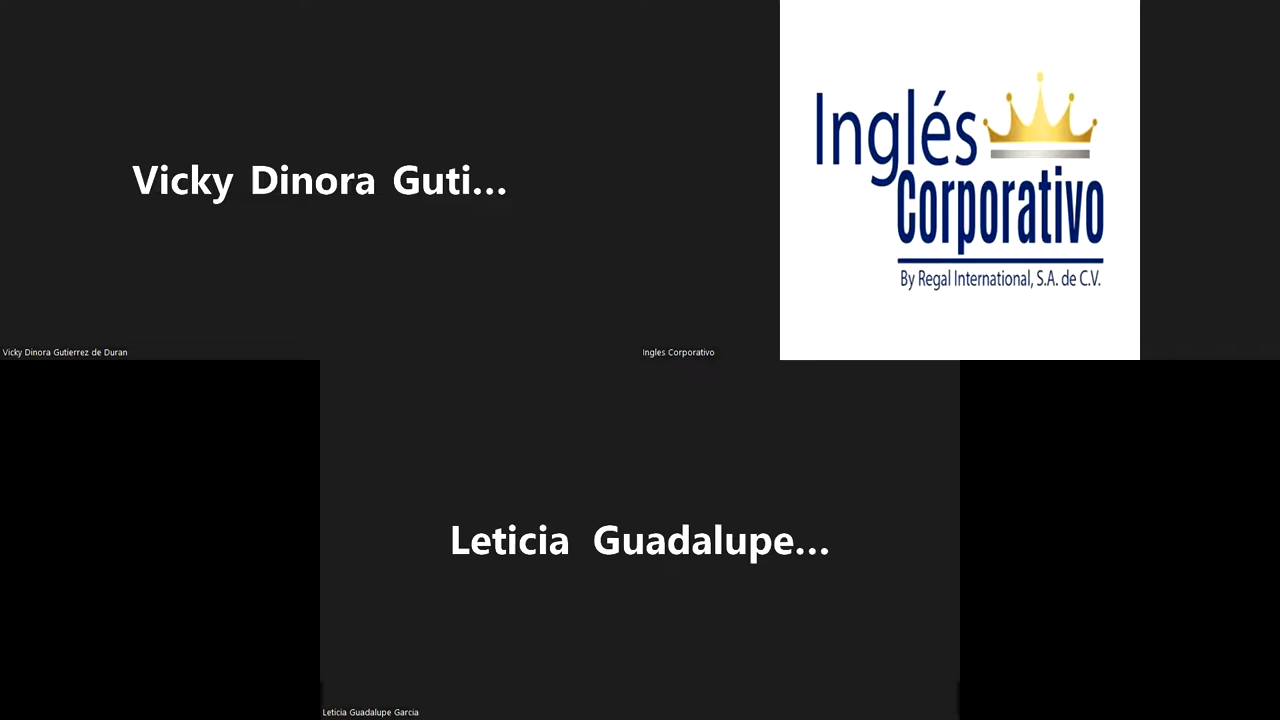 Vicky Dinora Guti...
Inglés
Corporativo
By Regal International, S.A. de C.V.
Vicky Dinora Gutierrez de Duran
Ingles Corporativo
Leticia Guadalupe...
Leticia Guadalupe Garcia